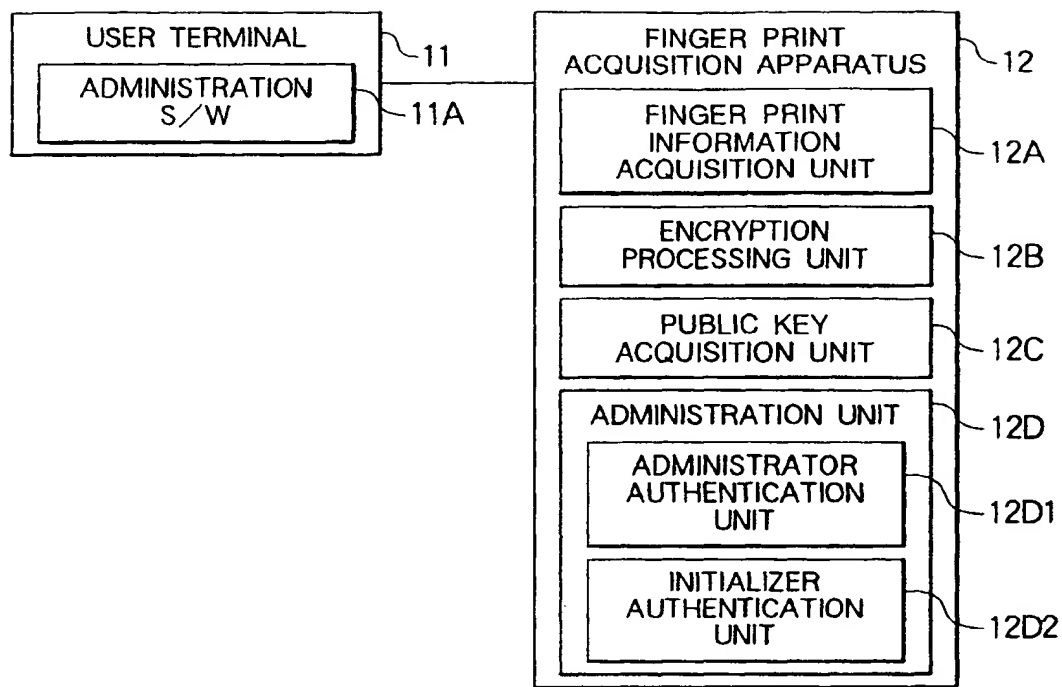 USER TERMINAL
11
ADMINISTRATION
S/W
11A
FINGER PRINT
ACQUISITION APPARATUS
12
FINGER PRINT
INFORMATION
ACQUISITION UNIT
12A
ENCRYPTION
PROCESSING UNIT
12B
PUBLIC KEY
ACQUISITION UNIT
12C
ADMINISTRATION UNIT
12D
ADMINISTRATOR
AUTHENTICATION
UNIT
12D1
INITIALIZER
AUTHENTICATION
UNIT
12D2